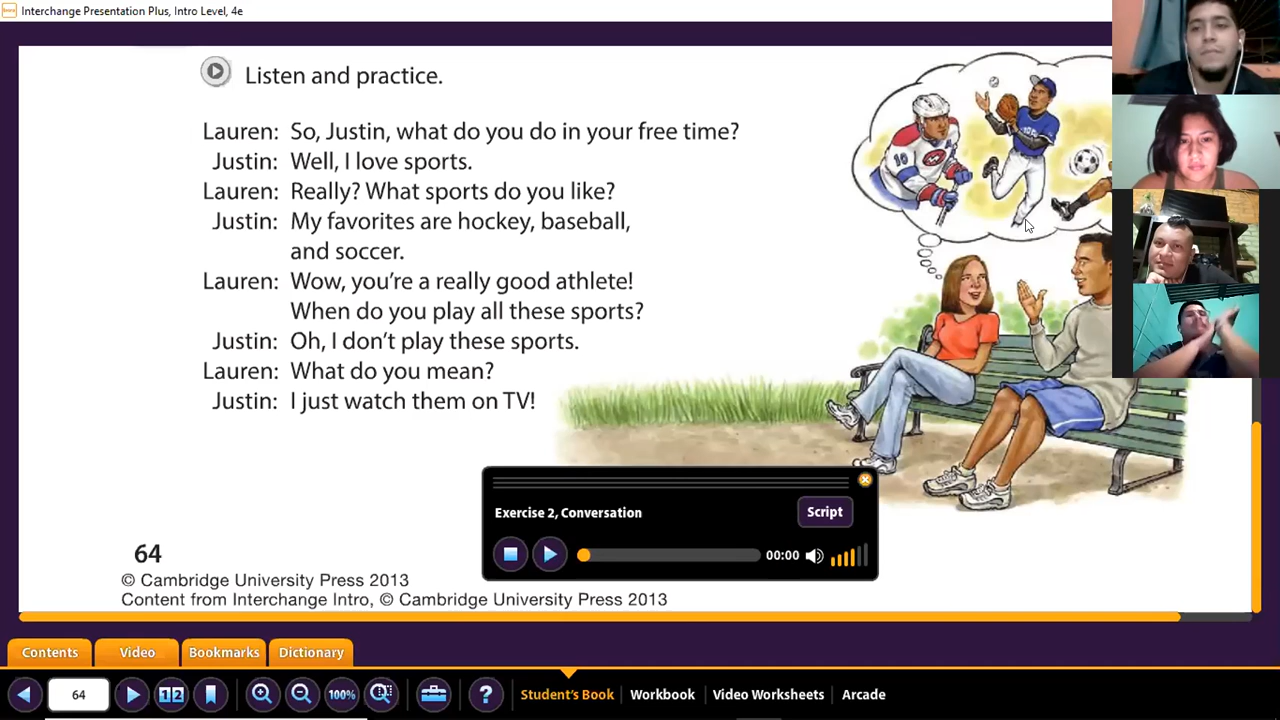 Interchange Presentation Plus, Intro Level, 4e
Listen and practice.
Lauren: So, Justin, what do you do in your free time?
Justin: Well, I love sports.
Lauren: Really? What sports do you like?
Justin: My favorites are hockey, baseball,
and soccer.
Lauren: Wow, you're a really good athlete!
When do you play all these sports?
Justin: Oh, I don't play these sports.
Lauren: What do you mean?
Justin: I just watch them on TV!
10
Exercise 2, Conversation
Script
00:00
64
© Cambridge University Press 2013
Content from Interchange Intro, © Cambridge University Press 2013
Contents Video Bookmarks Dictionary
64 1 2 100% ? Student's Book Workbook Video Worksheets Arcade